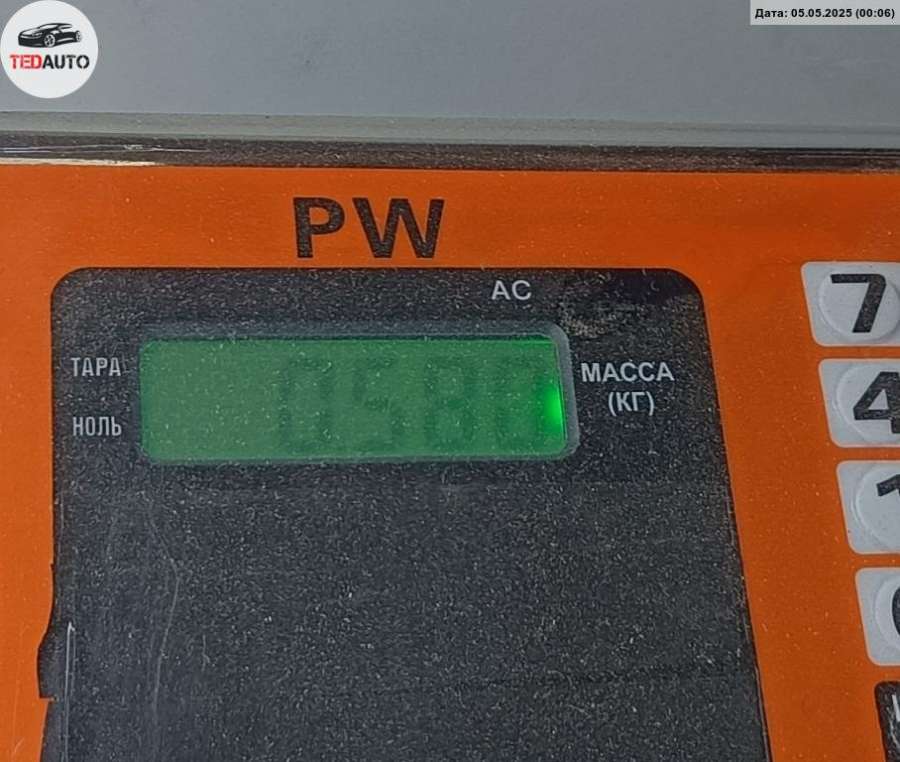 Дата: 05.05.2025 (00:06)
TEDAUTO
PW
AC
7
ТАРА
МАССА
(КГ)
4
НОЛЬ
0580
1